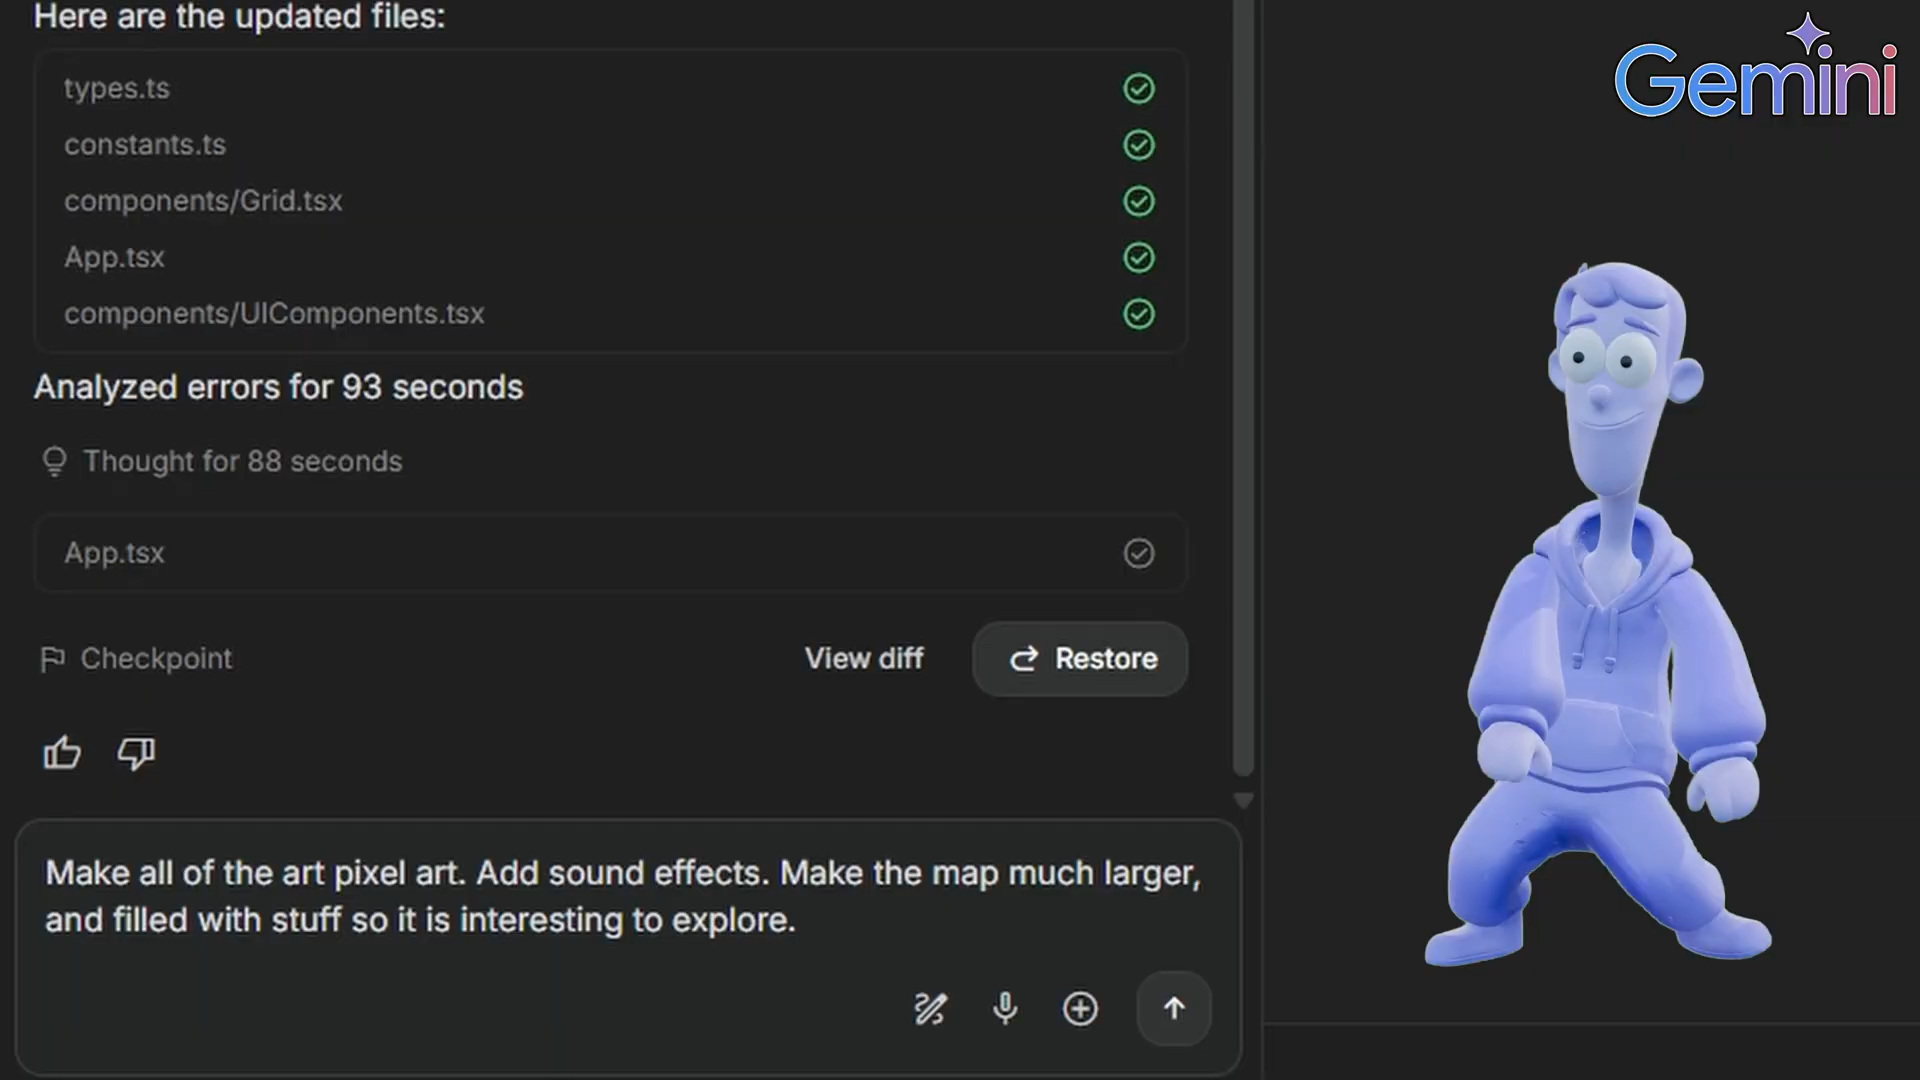 Here are the updated files:
Gemini
types.ts
constants.ts
components/Grid.tsx
App.tsx
components/UIComponents.tsx
Analyzed errors for 93 seconds
Thought for 88 seconds
App.tsx
Checkpoint
View diff
Restore
Make all of the art pixel art. Add sound effects. Make the map much larger,
and filled with stuff so it is interesting to explore.